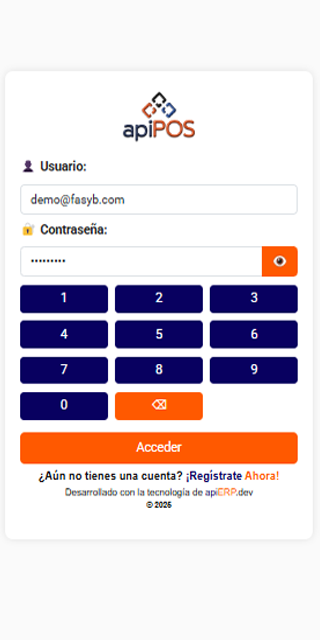 apiPOS
Usuario:
demo@fasyb.com
Contraseña:
•••••••••
1 2 3
4 5 6
7 8 9
0
Acceder
¿Aún no tienes una cuenta? ¡Regístrate Ahora!
Desarrollado con la tecnología de apiERP.dev
© 2025